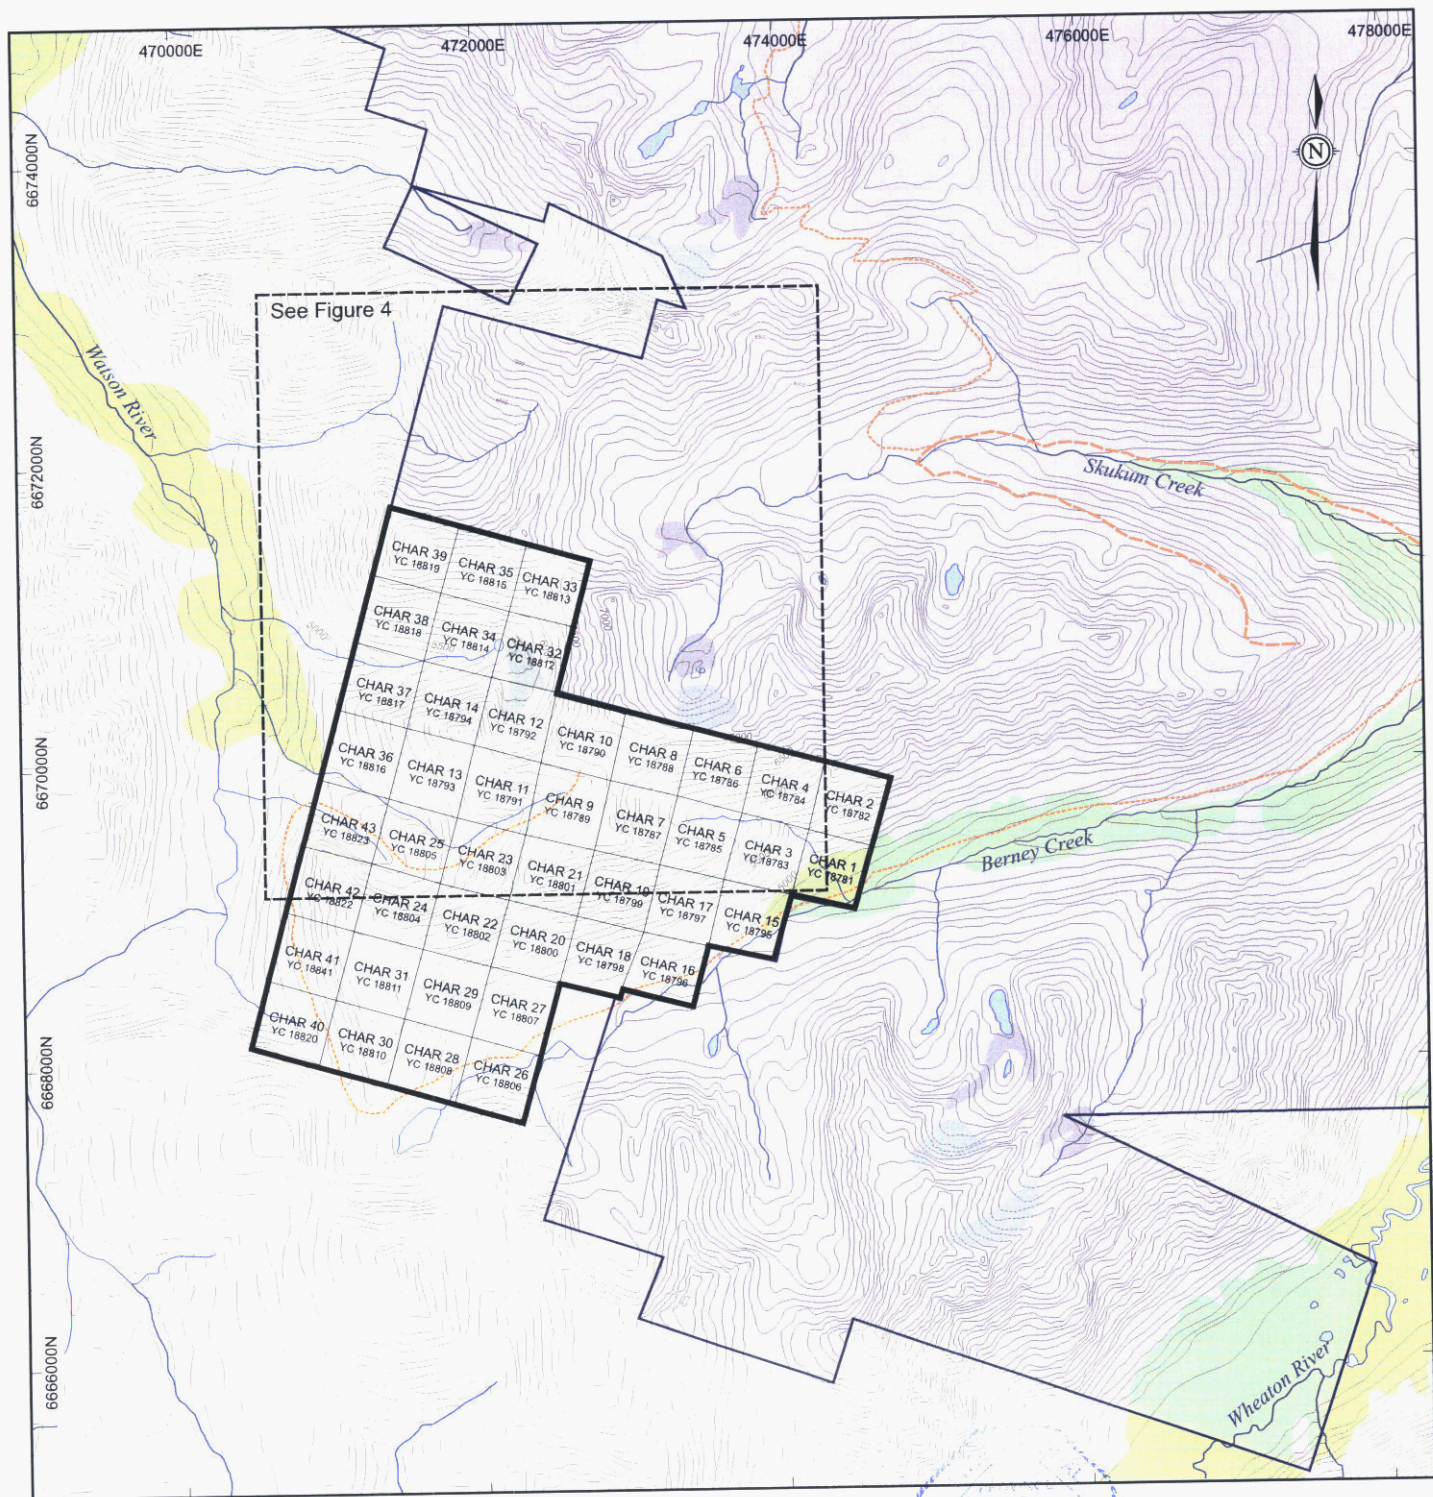 470000E
472000E
474000E
476000E
478000E
6674000N
6672000N
6670000N
6668000N
6666000N
N
See Figure 4
Watson River
Skukum Creek
Berney Creek
Wheaton River
CHAR 39
YC 18819
CHAR 35
YC 18815
CHAR 33
YC 18813
CHAR 38
YC 18818
CHAR 34
YC 18814
CHAR 32
YC 18812
CHAR 37
YC 18817
CHAR 14
YC 18794
CHAR 12
YC 18792
CHAR 10
YC 18790
CHAR 8
YC 18788
CHAR 6
YC 18786
CHAR 4
YC 18784
CHAR 2
YC 18782
CHAR 36
YC 18816
CHAR 13
YC 18793
CHAR 11
YC 18791
CHAR 9
YC 18789
CHAR 7
YC 18787
CHAR 5
YC 18785
CHAR 3
YC 18783
CHAR 1
YC 18781
CHAR 43
YC 18823
CHAR 25
YC 18805
CHAR 23
YC 18803
CHAR 21
YC 18801
CHAR 19
YC 18799
CHAR 17
YC 18797
CHAR 15
YC 18795
CHAR 42
YC 18822
CHAR 24
YC 18804
CHAR 22
YC 18802
CHAR 20
YC 18800
CHAR 18
YC 18798
CHAR 16
YC 18796
CHAR 41
YC 18841
CHAR 31
YC 18811
CHAR 29
YC 18809
CHAR 27
YC 18807
CHAR 40
YC 18820
CHAR 30
YC 18810
CHAR 28
YC 18808
CHAR 26
YC 18806
5000
5500
7000